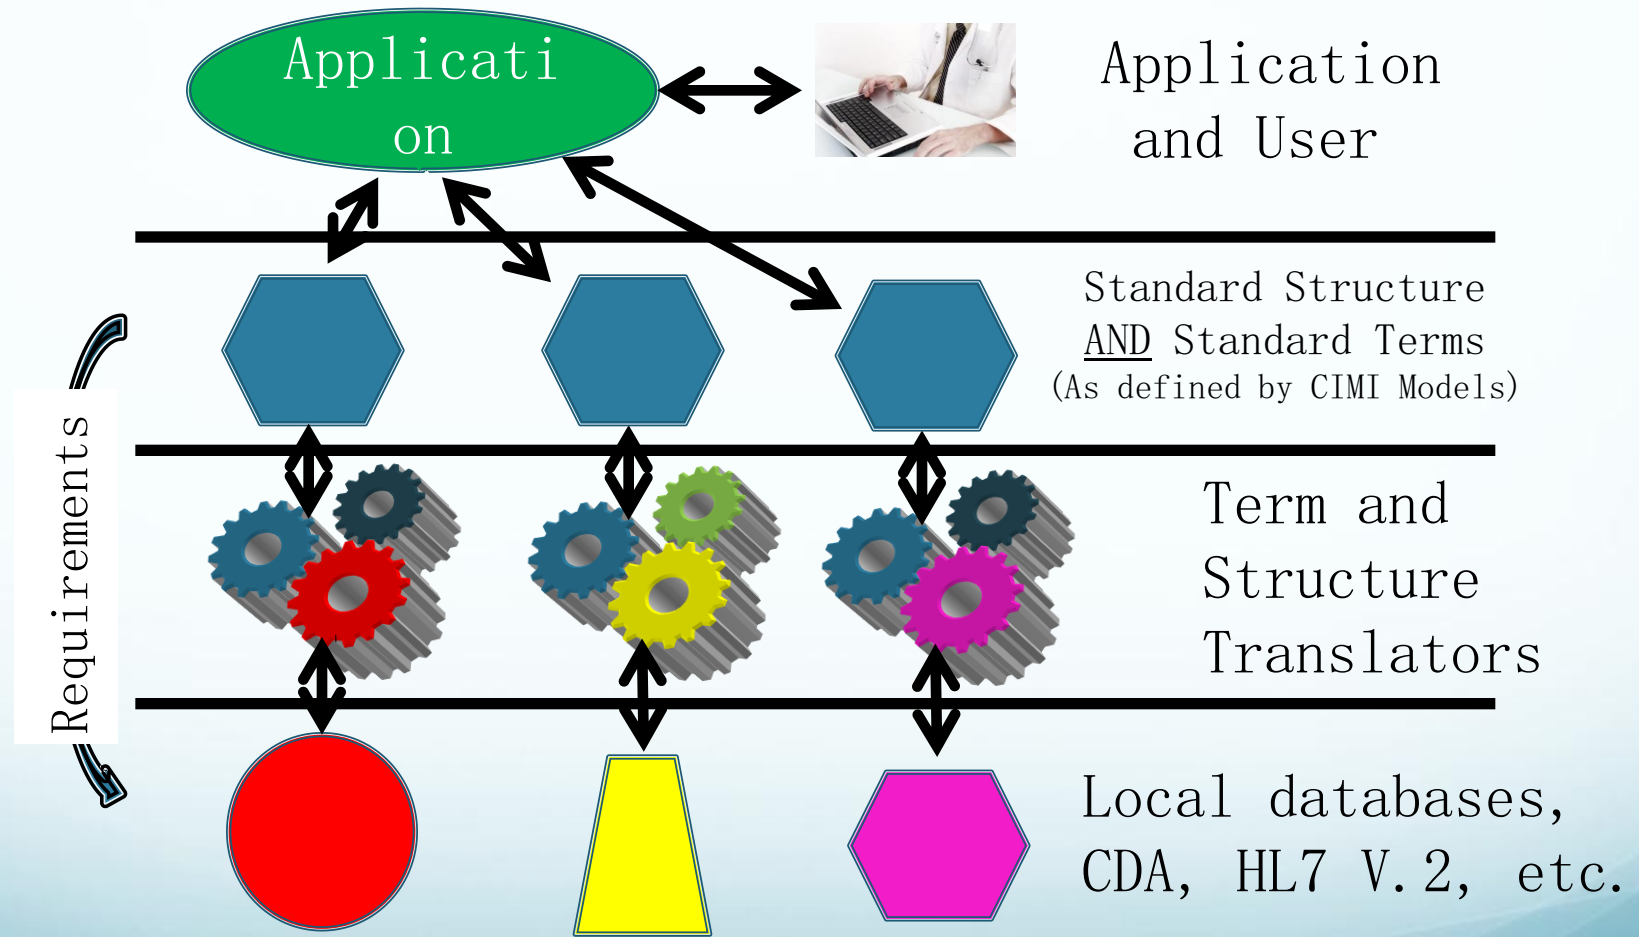 Applicati
on
Application
and User
Standard Structure
AND Standard Terms
(As defined by CIMI Models)
Requirements
Term and
Structure
Translators
Local databases,
CDA, HL7 V.2, etc.